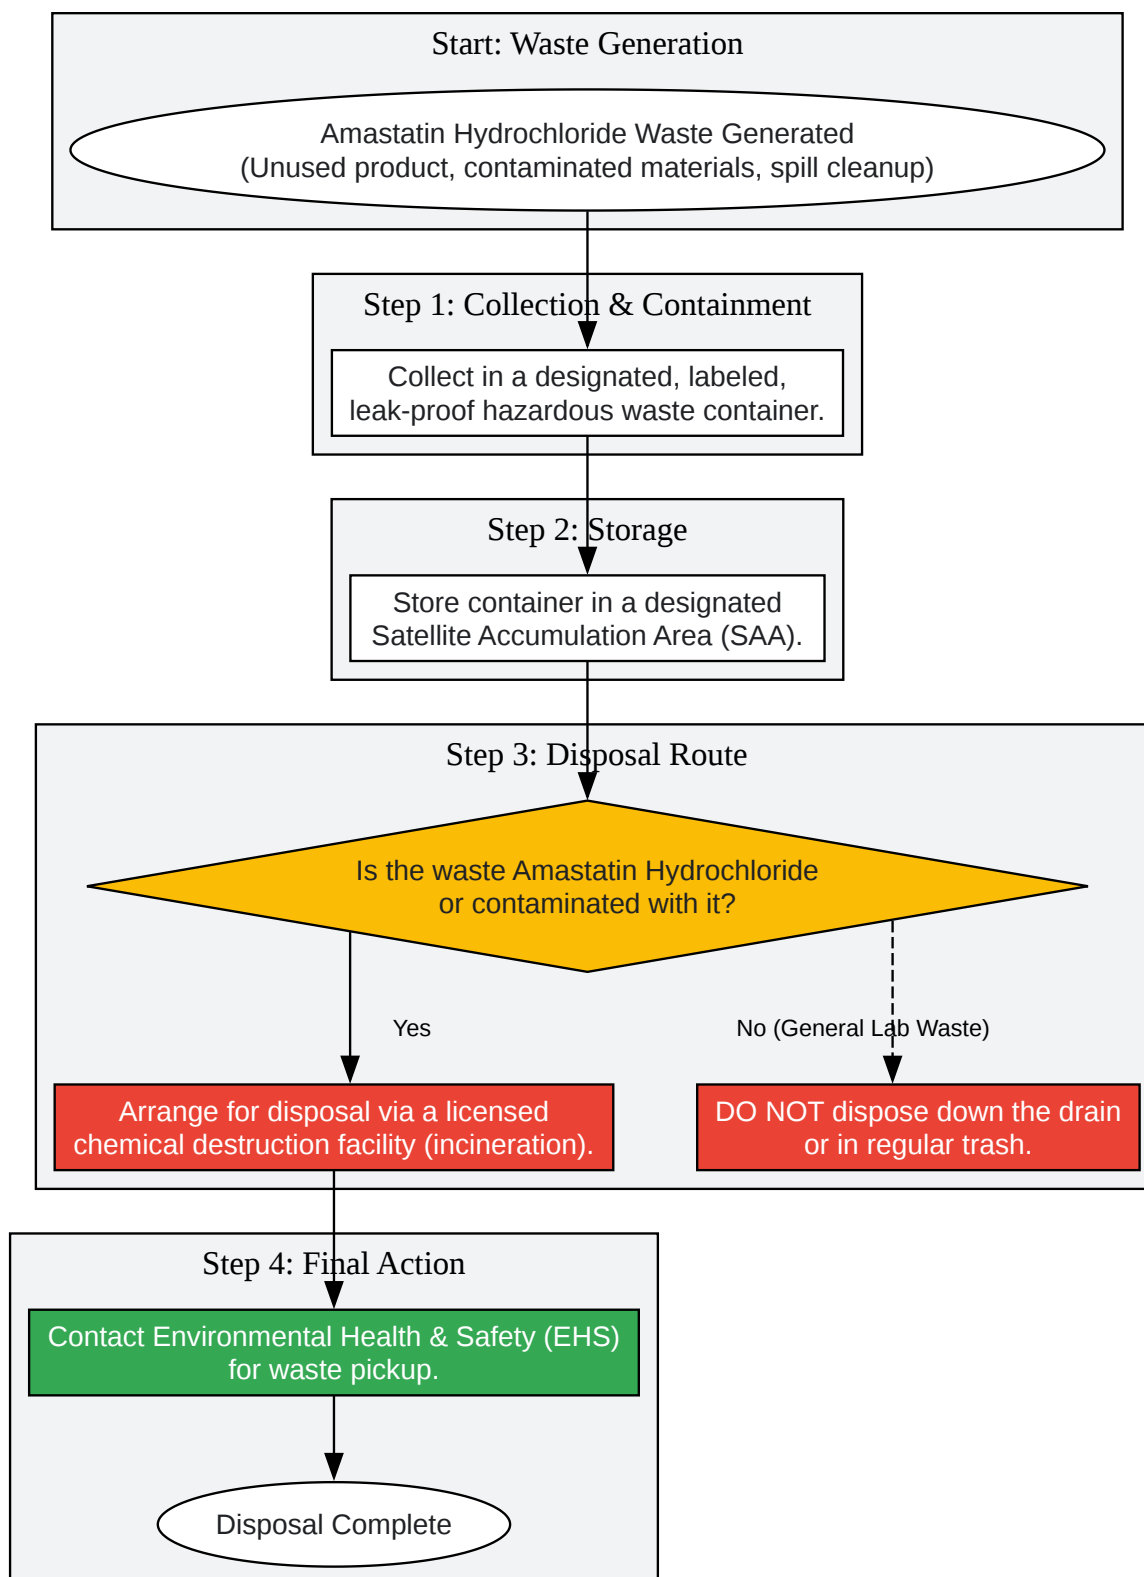 Start: Waste Generation
Amastatin Hydrochloride Waste Generated
(Unused product, contaminated materials, spill cleanup)
Step 1: Collection & Containment
Collect in a designated, labeled,
leak-proof hazardous waste container.
Step 2: Storage
Store container in a designated
Satellite Accumulation Area (SAA).
Step 3: Disposal Route
Is the waste Amastatin Hydrochloride
or contaminated with it?
Yes
No (General Lab Waste)
Arrange for disposal via a licensed
chemical destruction facility (incineration).
DO NOT dispose down the drain
or in regular trash.
Step 4: Final Action
Contact Environmental Health & Safety (EHS)
for waste pickup.
Disposal Complete